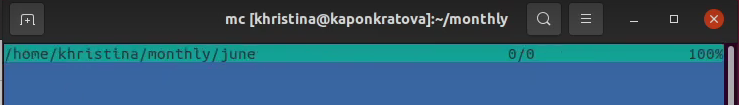 mc [khristina@kaponkratova]:~/monthly
/home/khristina/monthly/june 0/0 100%